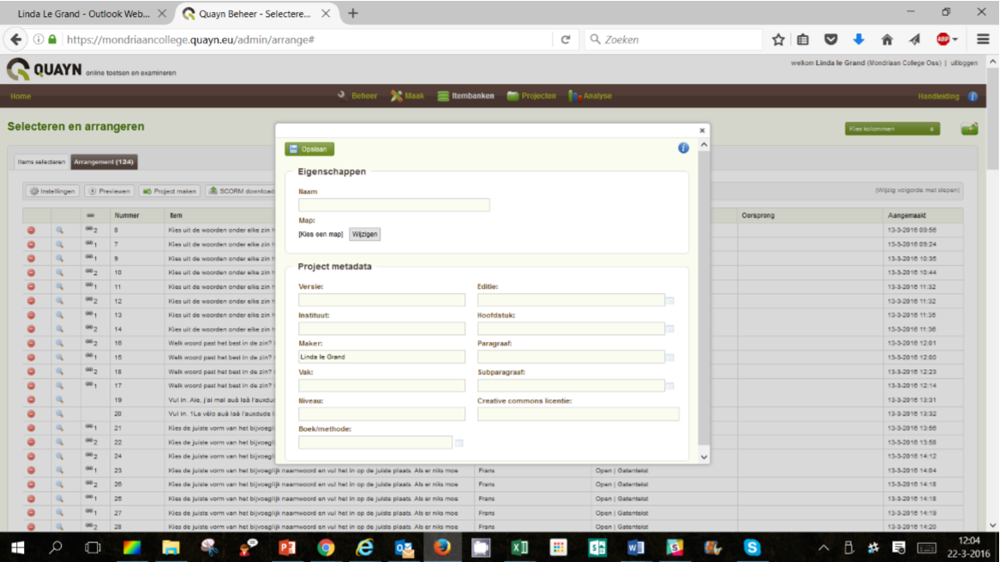 Linda Le Grand - Outlook Web...
Quayn Beheer - Selectere...
https://mondriaancollege.quayn.eu/admin/arrange#
Zoeken
ABP
QUAYN online toetsen en examineren
welkom Linda le Grand (Mondriaan College Oss) | uitloggen
Home
Beheer Maak Itembanken Projecten Analyse
Handleiding
Selecteren en arrangeren
Kies kolommen
Items selecteren Arrangement (124)
Instellingen Previewen Project maken SCORM download
(Wijzig volgorde met slepen)
Opslaan
Eigenschappen
Naam
Map:
[Kies een map] Wijzigen
Project metadata
Versie: Editie:
Instituut: Hoofdstuk:
Maker: Paragraaf:
Linda le Grand
Vak: Subparagraaf:
Niveau: Creative commons licentie:
Boek/methode:
Nummer Item Oorsprong Aangemaakt
2 8 Kies uit de woorden onder elke zin h 13-3-2016 09:56
1 7 Kies uit de woorden onder elke zin h 13-3-2016 09:24
1 9 Kies uit de woorden onder elke zin h 13-3-2016 10:35
2 10 Kies uit de woorden onder elke zin h 13-3-2016 10:44
1 11 Kies uit de woorden onder elke zin h 13-3-2016 11:32
2 12 Kies uit de woorden onder elke zin h 13-3-2016 11:32
1 13 Kies uit de woorden onder elke zin h 13-3-2016 11:35
2 14 Kies uit de woorden onder elke zin h 13-3-2016 11:36
2 16 Welk woord past het best in de zin? 13-3-2016 12:01
1 15 Welk woord past het best in de zin? 13-3-2016 12:00
2 18 Welk woord past het best in de zin? 13-3-2016 12:23
1 17 Welk woord past het best in de zin? 13-3-2016 12:14
19 Vul in. Aie, j'ai mal auà laà l'auxdu 13-3-2016 13:31
20 Vul in. 1Le vélo auà laà l'auxdude l 13-3-2016 13:32
1 21 Kies de juiste vorm van het bijvoegl 13-3-2016 13:56
2 22 Kies de juiste vorm van het bijvoegl 13-3-2016 13:58
2 24 Kies de juiste vorm van het bijvoegl 13-3-2016 14:12
1 23 Kies de juiste vorm van het bijvoeglijk naamwoord en vul het in op de juiste plaats. Als er niks moe Frans Open | Gatentekst 13-3-2016 14:04
2 26 Kies de juiste vorm van het bijvoeglijk naamwoord en vul het in op de juiste plaats. Als er niks moe Frans Open | Gatentekst 13-3-2016 14:18
1 25 Kies de juiste vorm van het bijvoeglijk naamwoord en vul het in op de juiste plaats. Als er niks moe Frans Open | Gatentekst 13-3-2016 14:18
1 27 Kies de juiste vorm van het bijvoeglijk naamwoord en vul het in op de juiste plaats. Als er niks moe Frans Open | Gatentekst 13-3-2016 14:19
2 28 Kies de juiste vorm van het bijvoeglijk naamwoord en vul het in op de juiste plaats. Als er niks moe Frans Open | Gatentekst 13-3-2016 14:20
12:04
22-3-2016